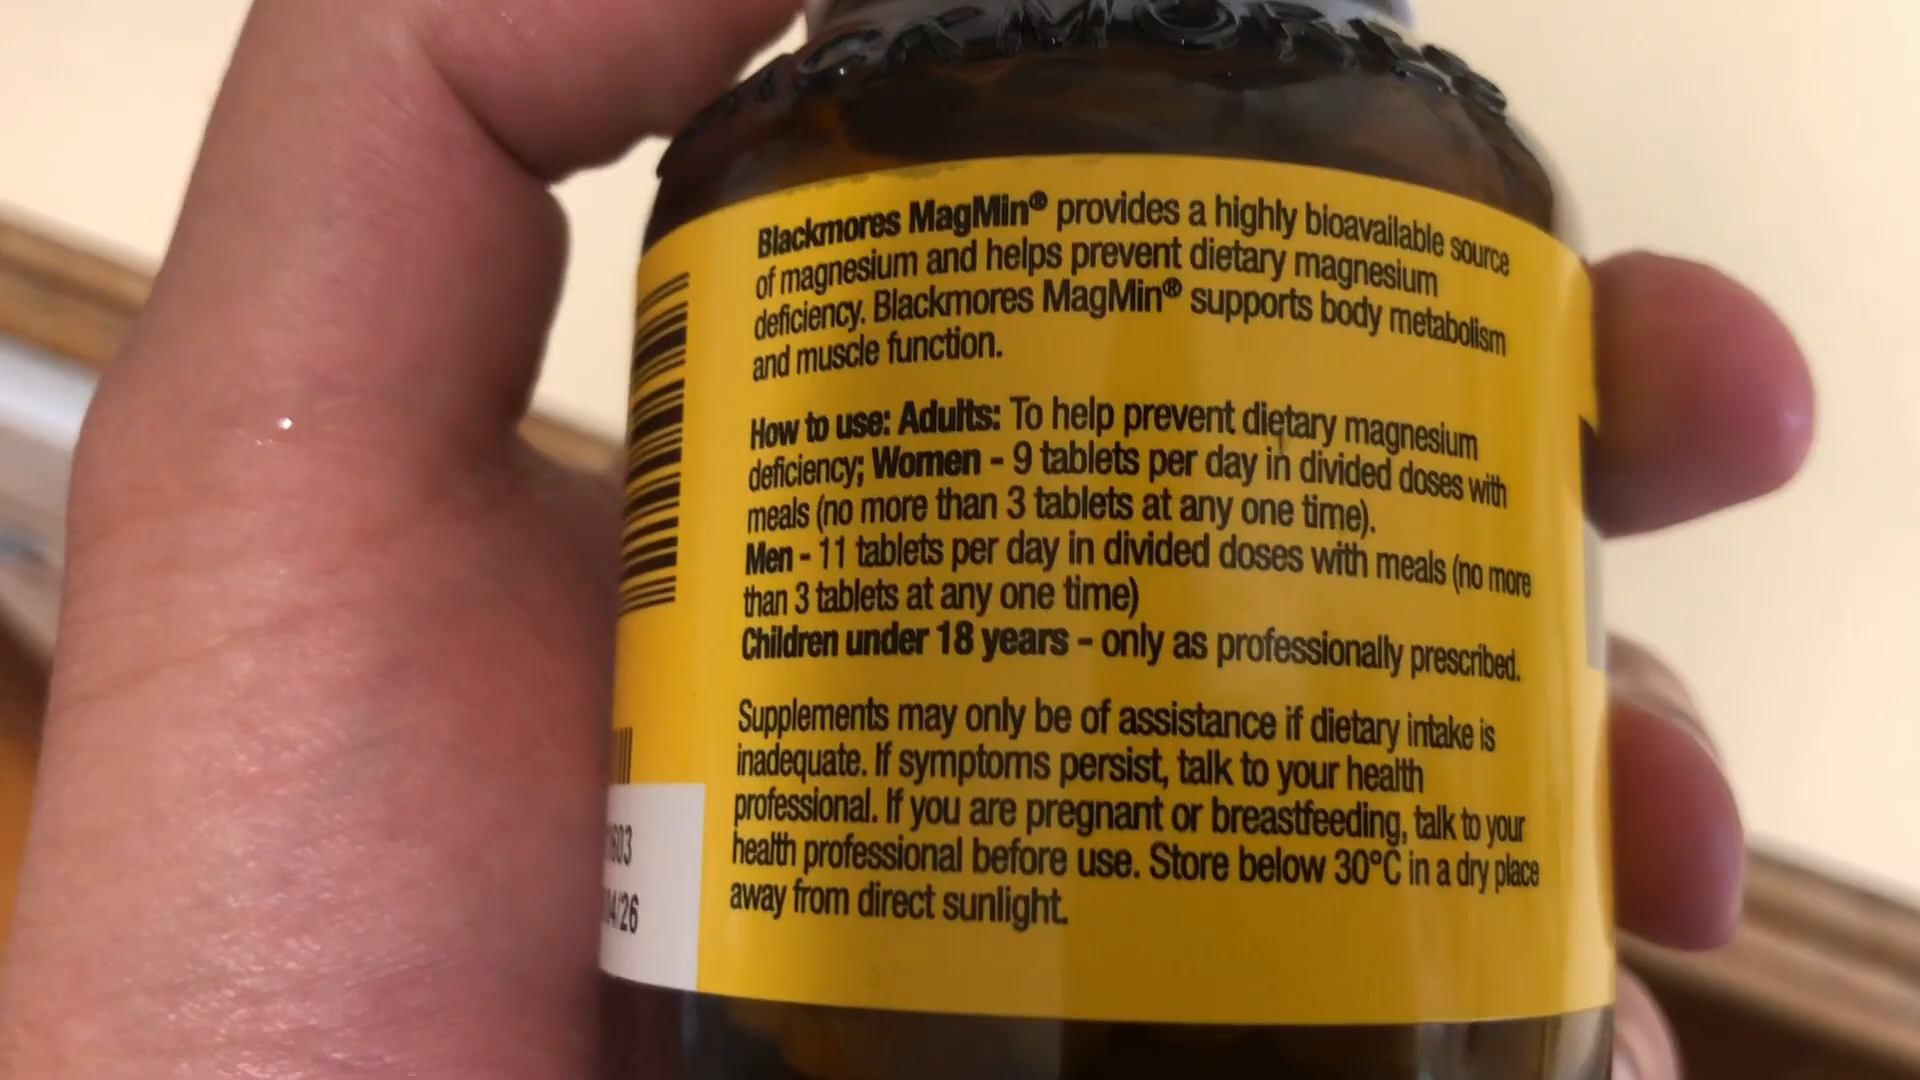 Blackmores MagMin® provides a highly bioavailable source
of magnesium and helps prevent dietary magnesium
deficiency. Blackmores MagMin® supports body metabolism
and muscle function.
How to use: Adults: To help prevent dietary magnesium
deficiency; Women - 9 tablets per day in divided doses with
meals (no more than 3 tablets at any one time).
Men - 11 tablets per day in divided doses with meals (no more
than 3 tablets at any one time)
Children under 18 years - only as professionally prescribed.
Supplements may only be of assistance if dietary intake is
inadequate. If symptoms persist, talk to your health
professional. If you are pregnant or breastfeeding, talk to your
health professional before use. Store below 30°C in a dry place
away from direct sunlight.